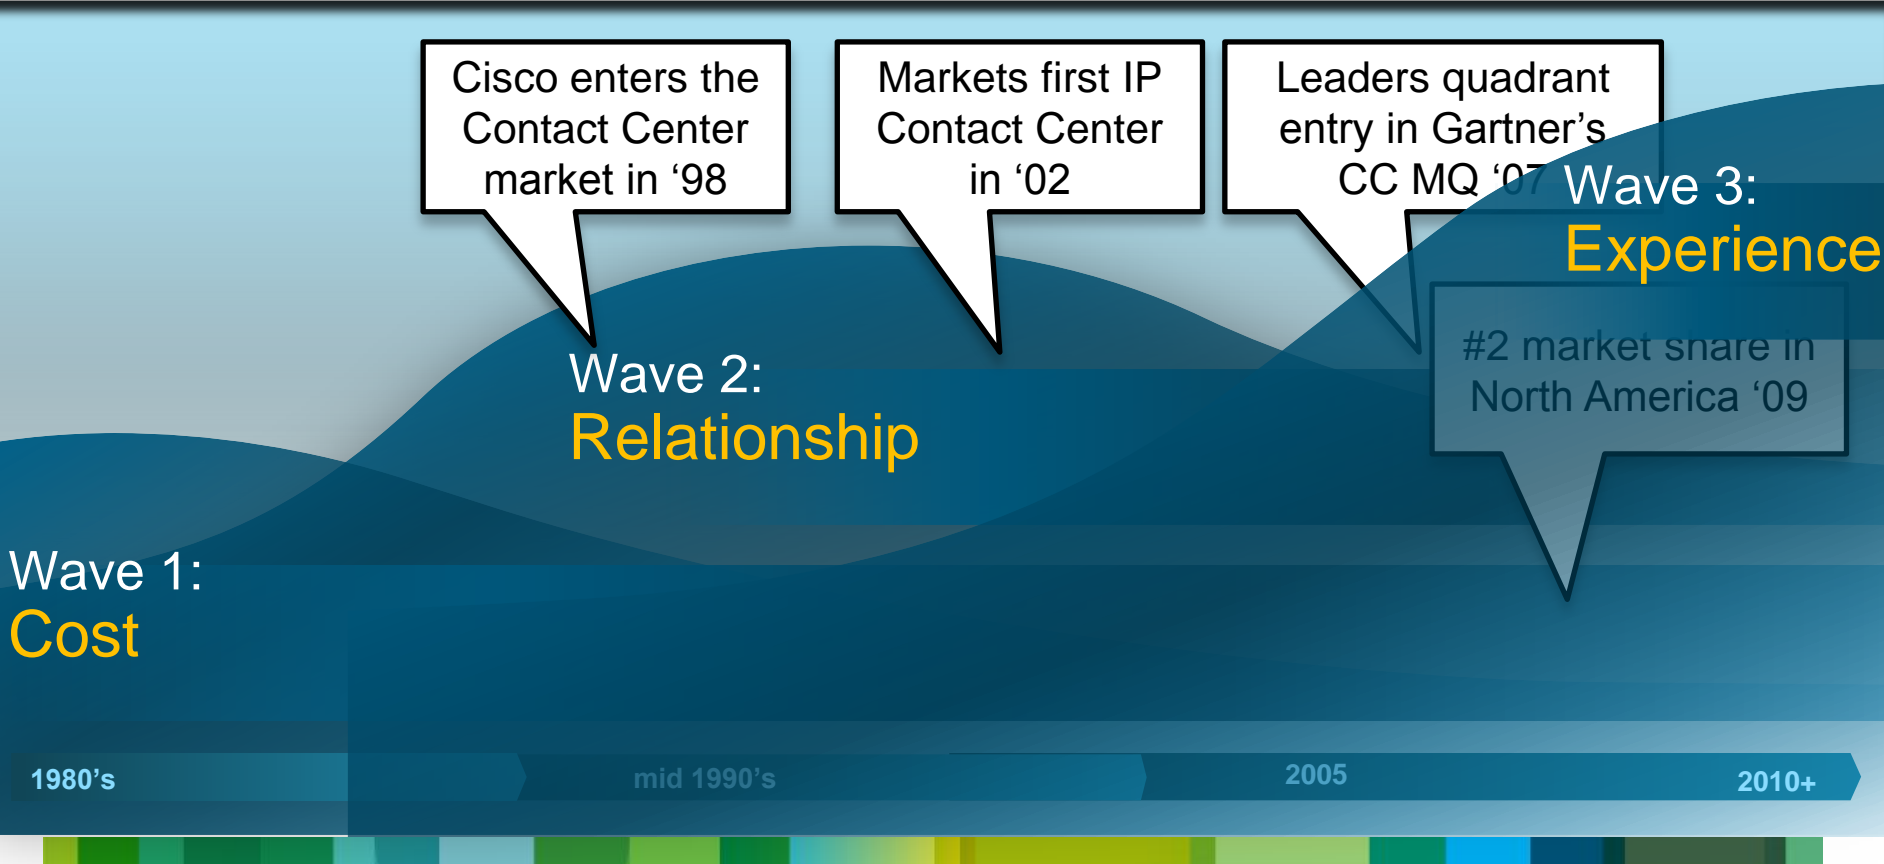 Cisco enters the
Contact Center
market in ‘98
Markets first IP
Contact Center
in ‘02
Leaders quadrant
entry in Gartner’s
CC MQ ‘07
Wave 3:
Experience
#2 market share in
North America ‘09
Wave 2:
Relationship
Wave 1:
Cost
1980’s
mid 1990’s
2005
2010+